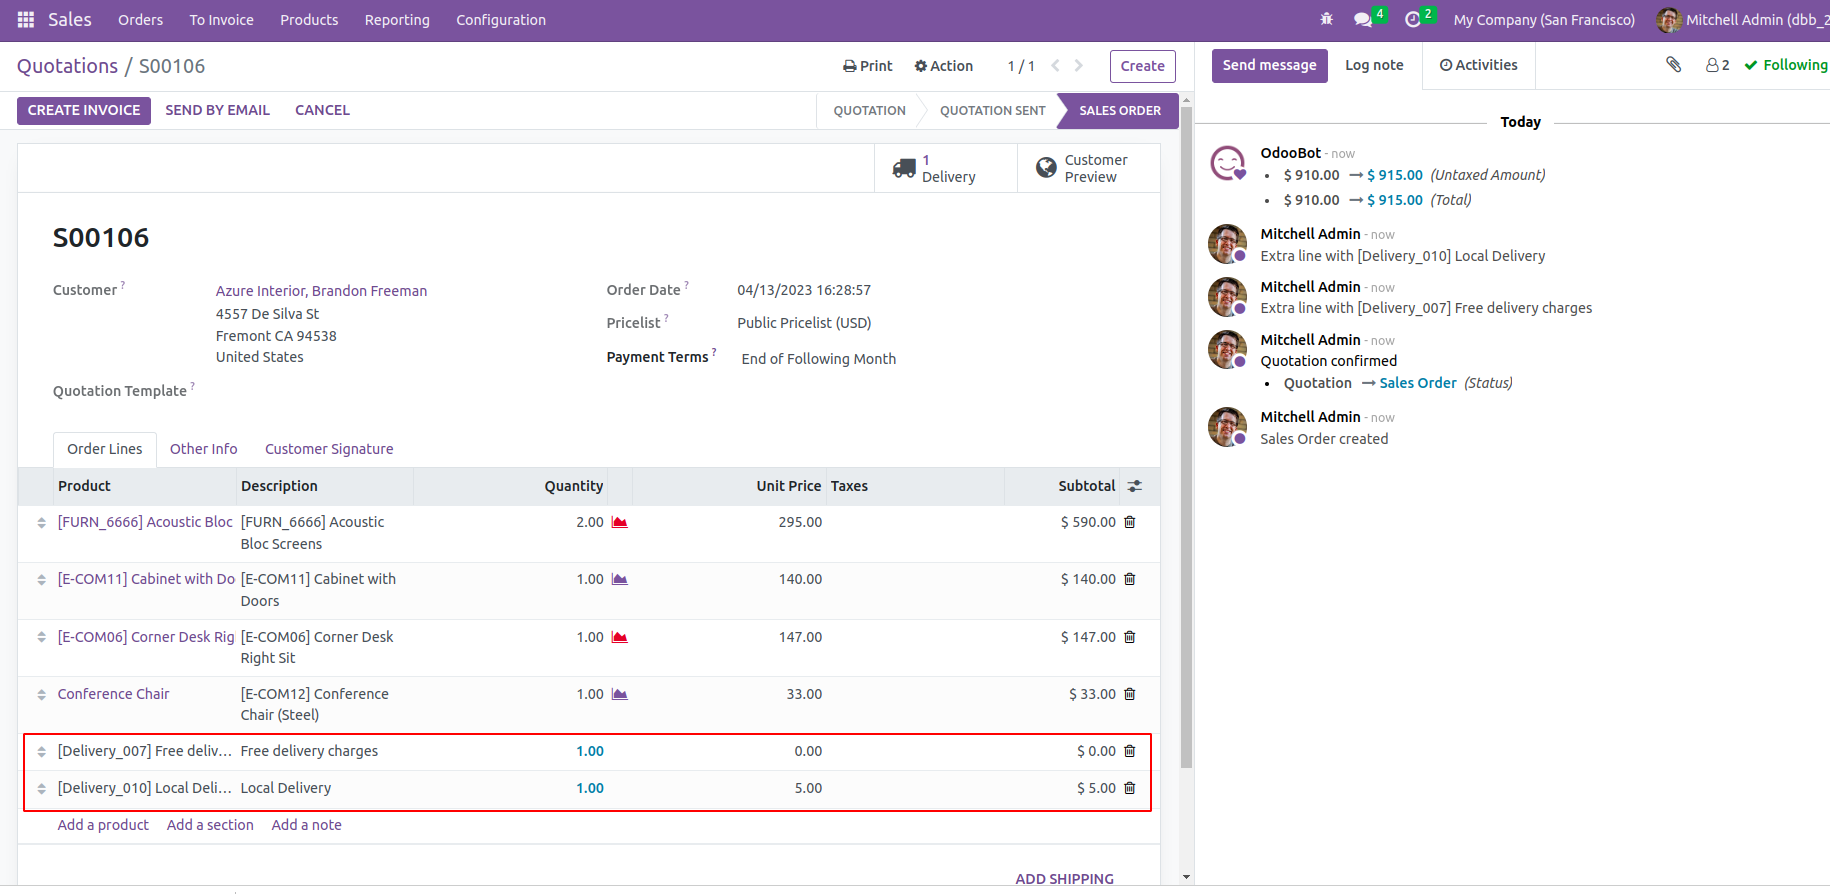 Sales Orders To Invoice Products Reporting Configuration 4 2 My Company (San Francisco) Mitchell Admin (dbb_2
Quotations / S00106 Print Action 1 / 1 Create
CREATE INVOICE SEND BY EMAIL CANCEL QUOTATION QUOTATION SENT SALES ORDER
1
Delivery
Customer
Preview
S00106
Customer ?
Azure Interior, Brandon Freeman
4557 De Silva St
Fremont CA 94538
United States
Quotation Template ?
Order Date ? 04/13/2023 16:28:57
Pricelist ? Public Pricelist (USD)
Payment Terms ? End of Following Month
Order Lines Other Info Customer Signature
Product Description Quantity Unit Price Taxes Subtotal
[FURN_6666] Acoustic Bloc [FURN_6666] Acoustic 2.00 295.00 $ 590.00
Bloc Screens
[E-COM11] Cabinet with Do [E-COM11] Cabinet with 1.00 140.00 $ 140.00
Doors
[E-COM06] Corner Desk Rig [E-COM06] Corner Desk 1.00 147.00 $ 147.00
Right Sit
Conference Chair [E-COM12] Conference 1.00 33.00 $ 33.00
Chair (Steel)
[Delivery_007] Free deliv... Free delivery charges 1.00 0.00 $ 0.00
[Delivery_010] Local Deli... Local Delivery 1.00 5.00 $ 5.00
Add a product Add a section Add a note
ADD SHIPPING
Send message Log note Activities 2 Following
Today
OdooBot - now
• $ 910.00 → $ 915.00 (Untaxed Amount)
• $ 910.00 → $ 915.00 (Total)
Mitchell Admin - now
Extra line with [Delivery_010] Local Delivery
Mitchell Admin - now
Extra line with [Delivery_007] Free delivery charges
Mitchell Admin - now
Quotation confirmed
• Quotation → Sales Order (Status)
Mitchell Admin - now
Sales Order created